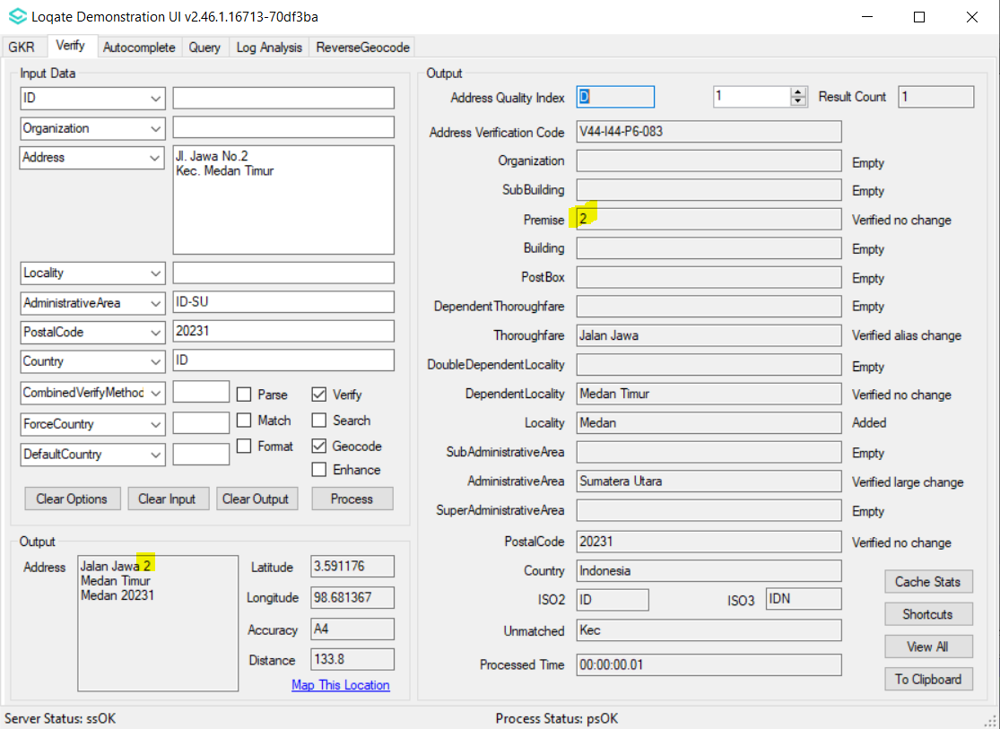 Loqate Demonstration UI v2.46.1.16713-70df3ba
GKR Verify Autocomplete Query Log Analysis ReverseGeocode
Input Data
ID
Organization
Address
Jl. Jawa No.2
Kec. Medan Timur
Locality
AdministrativeArea ID-SU
PostalCode 20231
Country ID
CombinedVerifyMethod Parse Verify
ForceCountry Match Search
DefaultCountry Format Geocode
Enhance
Clear Options Clear Input Clear Output Process
Output
Address
Jalan Jawa 2
Medan Timur
Medan 20231
Latitude 3.591176
Longitude 98.681367
Accuracy A4
Distance 133.8
Map This Location
Output
Address Quality Index D 1 Result Count 1
Address Verification Code V44-I44-P6-083
Organization Empty
SubBuilding Empty
Premise 2 Verified no change
Building Empty
PostBox Empty
DependentThoroughfare Empty
Thoroughfare Jalan Jawa Verified alias change
DoubleDependentLocality Empty
DependentLocality Medan Timur Verified no change
Locality Medan Added
SubAdministrativeArea Empty
AdministrativeArea Sumatera Utara Verified large change
SuperAdministrativeArea Empty
PostalCode 20231 Verified no change
Country Indonesia
ISO2 ID ISO3 IDN
Unmatched Kec
Processed Time 00:00:00.01
Cache Stats
Shortcuts
View All
To Clipboard
Server Status: ssOK Process Status: psOK